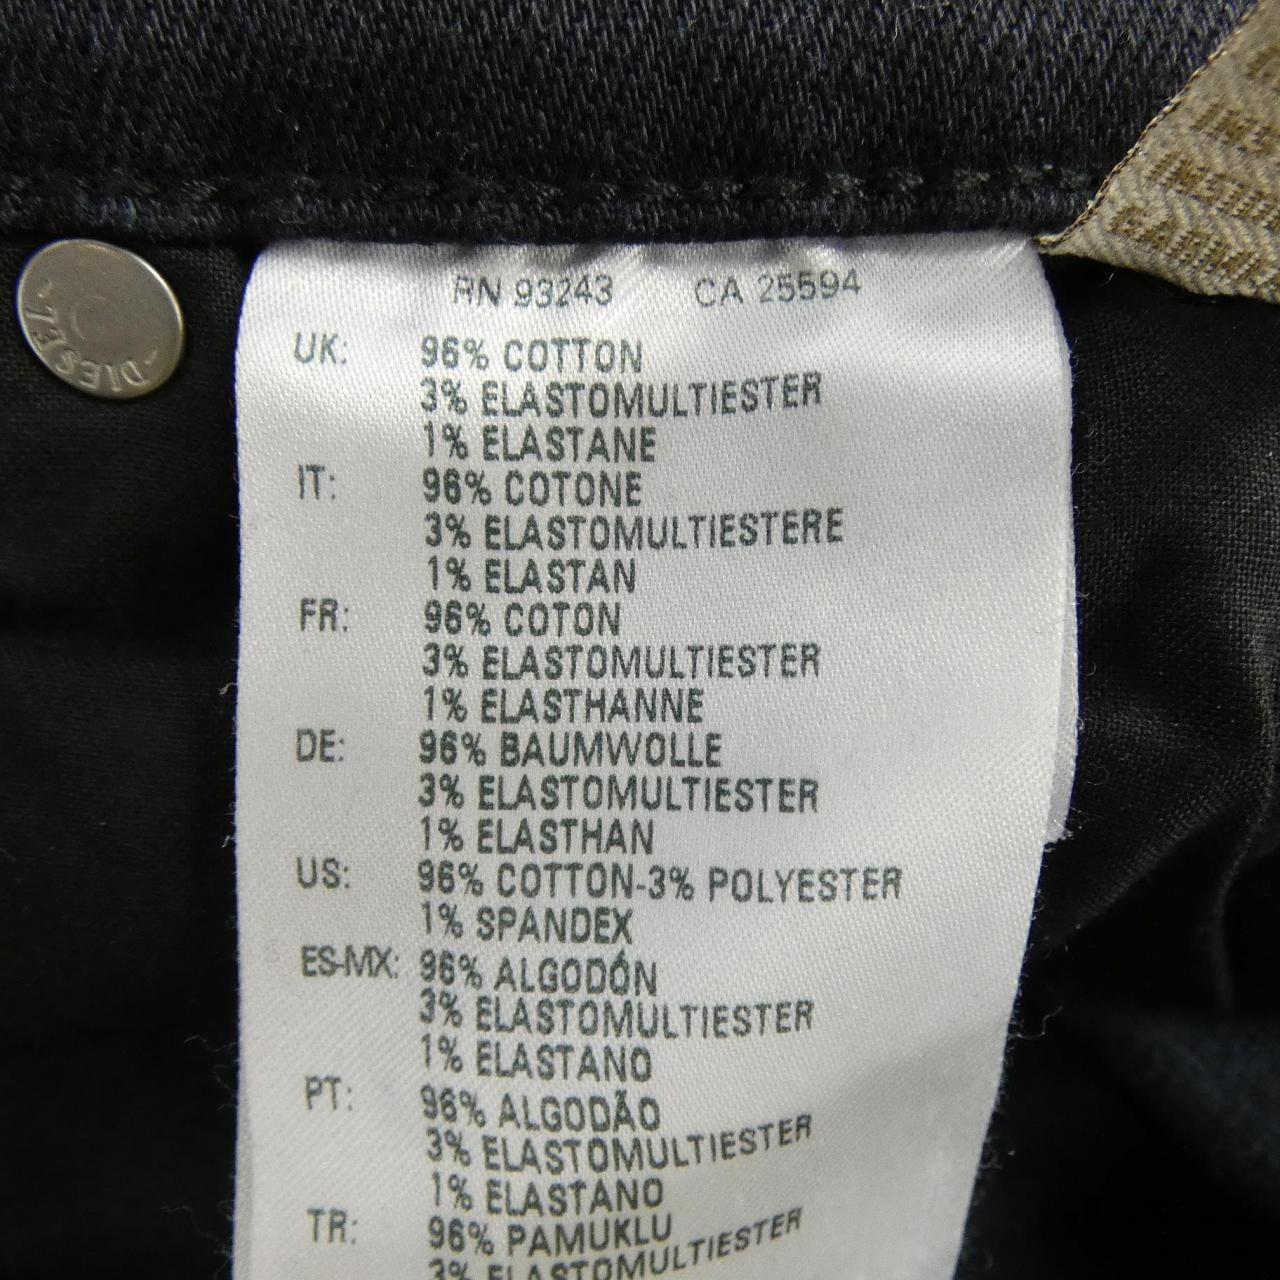 RN 93243 CA 25594
UK: 96% COTTON
3% ELASTOMULTIESTER
1% ELASTANE
IT: 96% COTONE
3% ELASTOMULTIESTERE
1% ELASTAN
FR: 96% COTON
3% ELASTOMULTIESTER
1% ELASTHANNE
DE: 96% BAUMWOLLE
3% ELASTOMULTIESTER
1% ELASTHAN
US: 96% COTTON-3% POLYESTER
1% SPANDEX
ES-MX: 96% ALGODÓN
3% ELASTOMULTIESTER
1% ELASTANO
PT: 96% ALGODÃO
3% ELASTOMULTIESTER
1% ELASTANO
TR: 96% PAMUKLU
3% ELASTOMULTIESTER
-DIESEL-